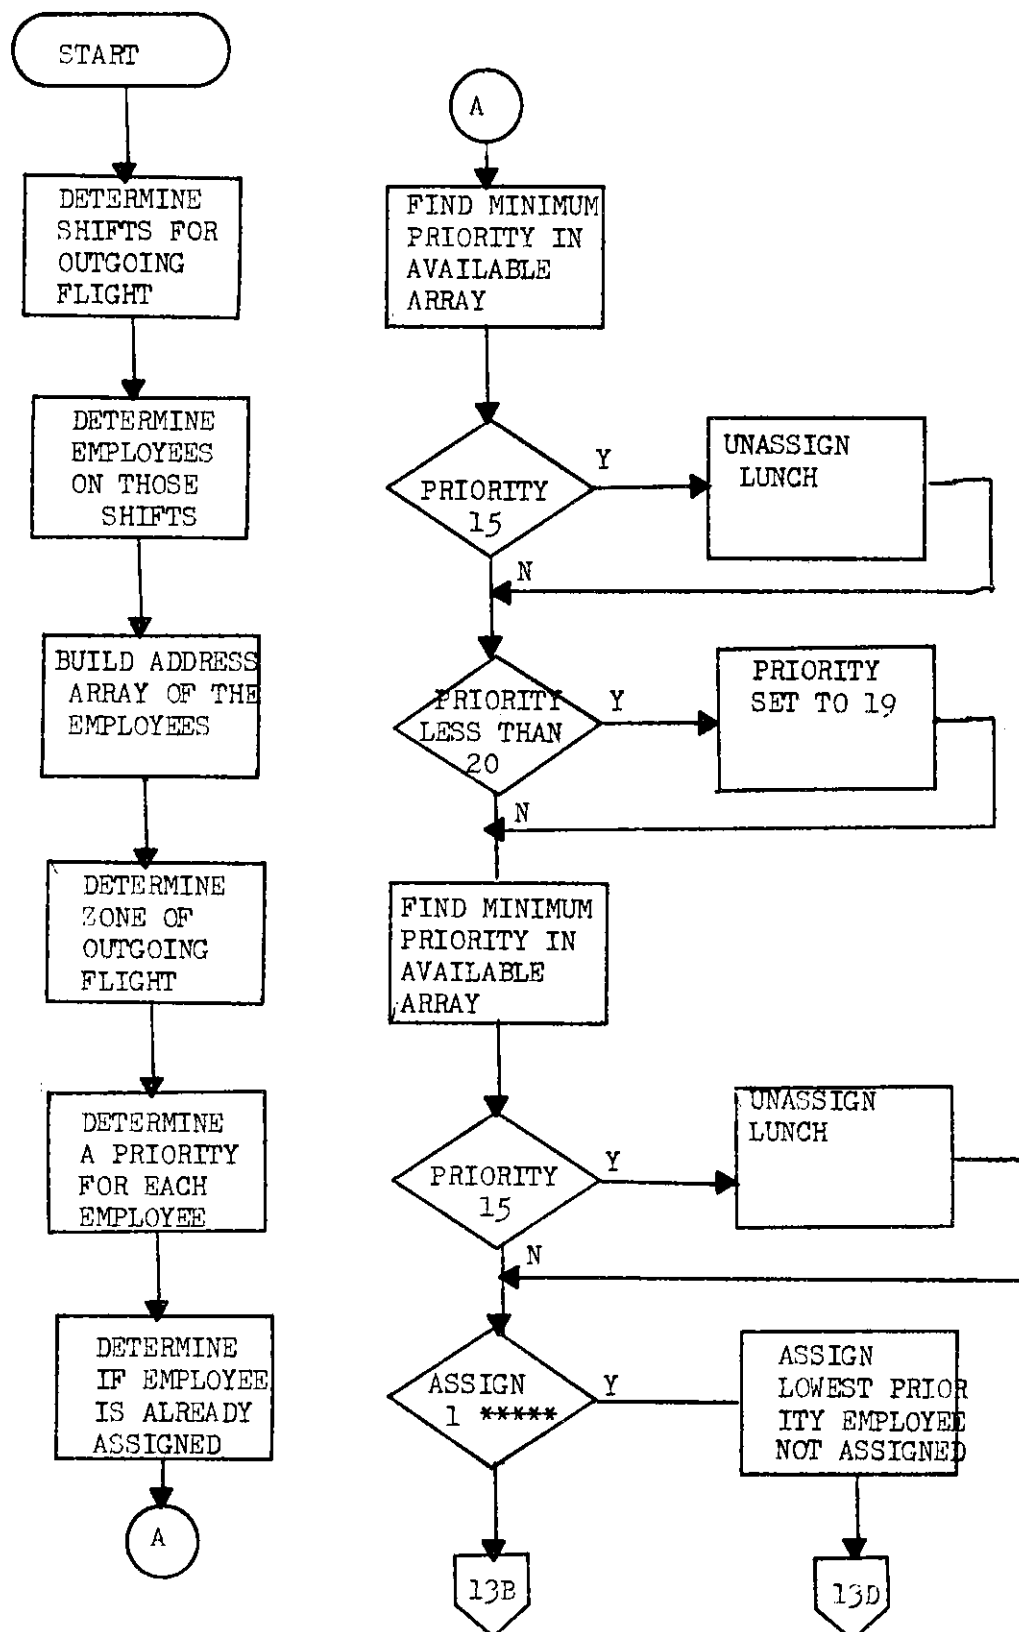 START
DETERMINE
SHIFTS FOR
OUTGOING
FLIGHT
DETERMINE
EMPLOYEES
ON THOSE
SHIFTS
BUILD ADDRESS
ARRAY OF THE
EMPLOYEES
DETERMINE
ZONE OF
OUTGOING
FLIGHT
DETERMINE
A PRIORITY
FOR EACH
EMPLOYEE
DETERMINE
IF EMPLOYEE
IS ALREADY
ASSIGNED
A
A
FIND MINIMUM
PRIORITY IN
AVAILABLE
ARRAY
PRIORITY
15
Y
UNASSIGN
LUNCH
N
PRIORITY
LESS THAN
20
Y
PRIORITY
SET TO 19
N
FIND MINIMUM
PRIORITY IN
AVAILABLE
ARRAY
PRIORITY
15
Y
UNASSIGN
LUNCH
N
ASSIGN
1 *****
Y
ASSIGN
LOWEST PRIOR
ITY EMPLOYEE
NOT ASSIGNED
13B
13D